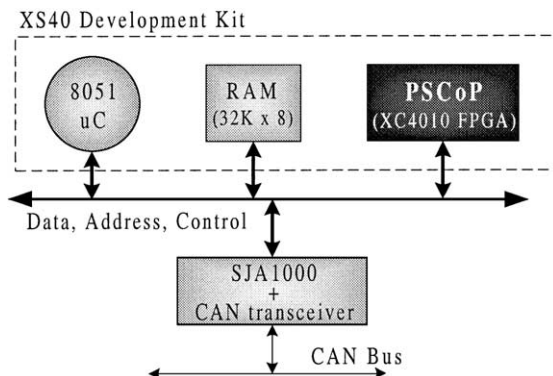 XS40 Development Kit
8051
uC
RAM
(32K x 8)
PSCoP
(XC4010 FPGA)
Data, Address, Control
SJA1000
+
CAN transceiver
CAN Bus